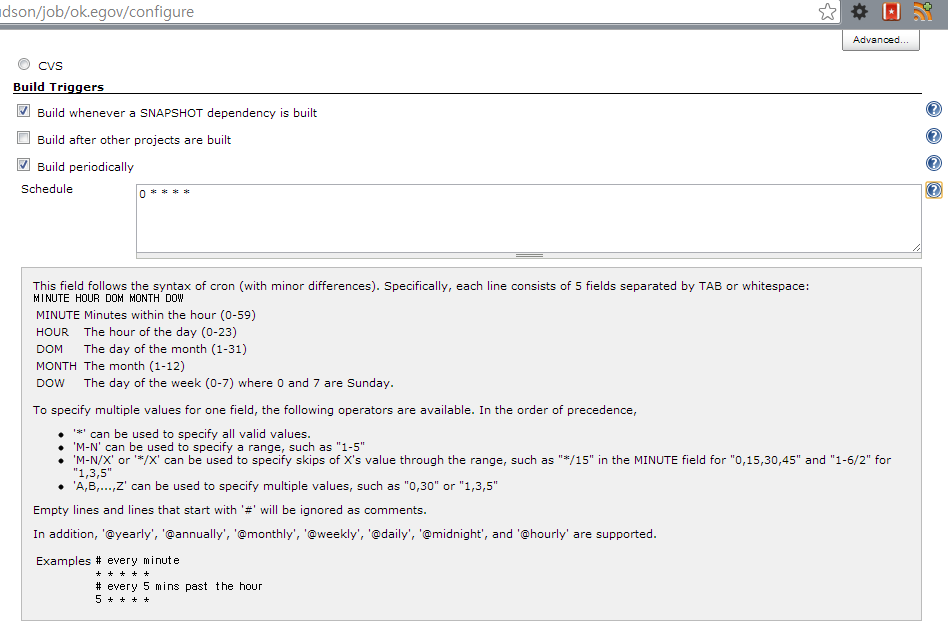 dson/job/ok.egov/configure
Advanced...
CVS
Build Triggers
Build whenever a SNAPSHOT dependency is built
Build after other projects are built
Build periodically
Schedule
0 * * * *
This field follows the syntax of cron (with minor differences). Specifically, each line consists of 5 fields separated by TAB or whitespace:
MINUTE HOUR DOM MONTH DOW
MINUTE Minutes within the hour (0-59)
HOUR The hour of the day (0-23)
DOM The day of the month (1-31)
MONTH The month (1-12)
DOW The day of the week (0-7) where 0 and 7 are Sunday.
To specify multiple values for one field, the following operators are available. In the order of precedence,
• '*' can be used to specify all valid values.
• 'M-N' can be used to specify a range, such as "1-5"
• 'M-N/X' or '*/X' can be used to specify skips of X's value through the range, such as "*/15" in the MINUTE field for "0,15,30,45" and "1-6/2" for
"1,3,5"
• 'A,B,...,Z' can be used to specify multiple values, such as "0,30" or "1,3,5"
Empty lines and lines that start with '#' will be ignored as comments.
In addition, '@yearly', '@annually', '@monthly', '@weekly', '@daily', '@midnight', and '@hourly' are supported.
Examples # every minute
* * * * *
# every 5 mins past the hour
5 * * * *